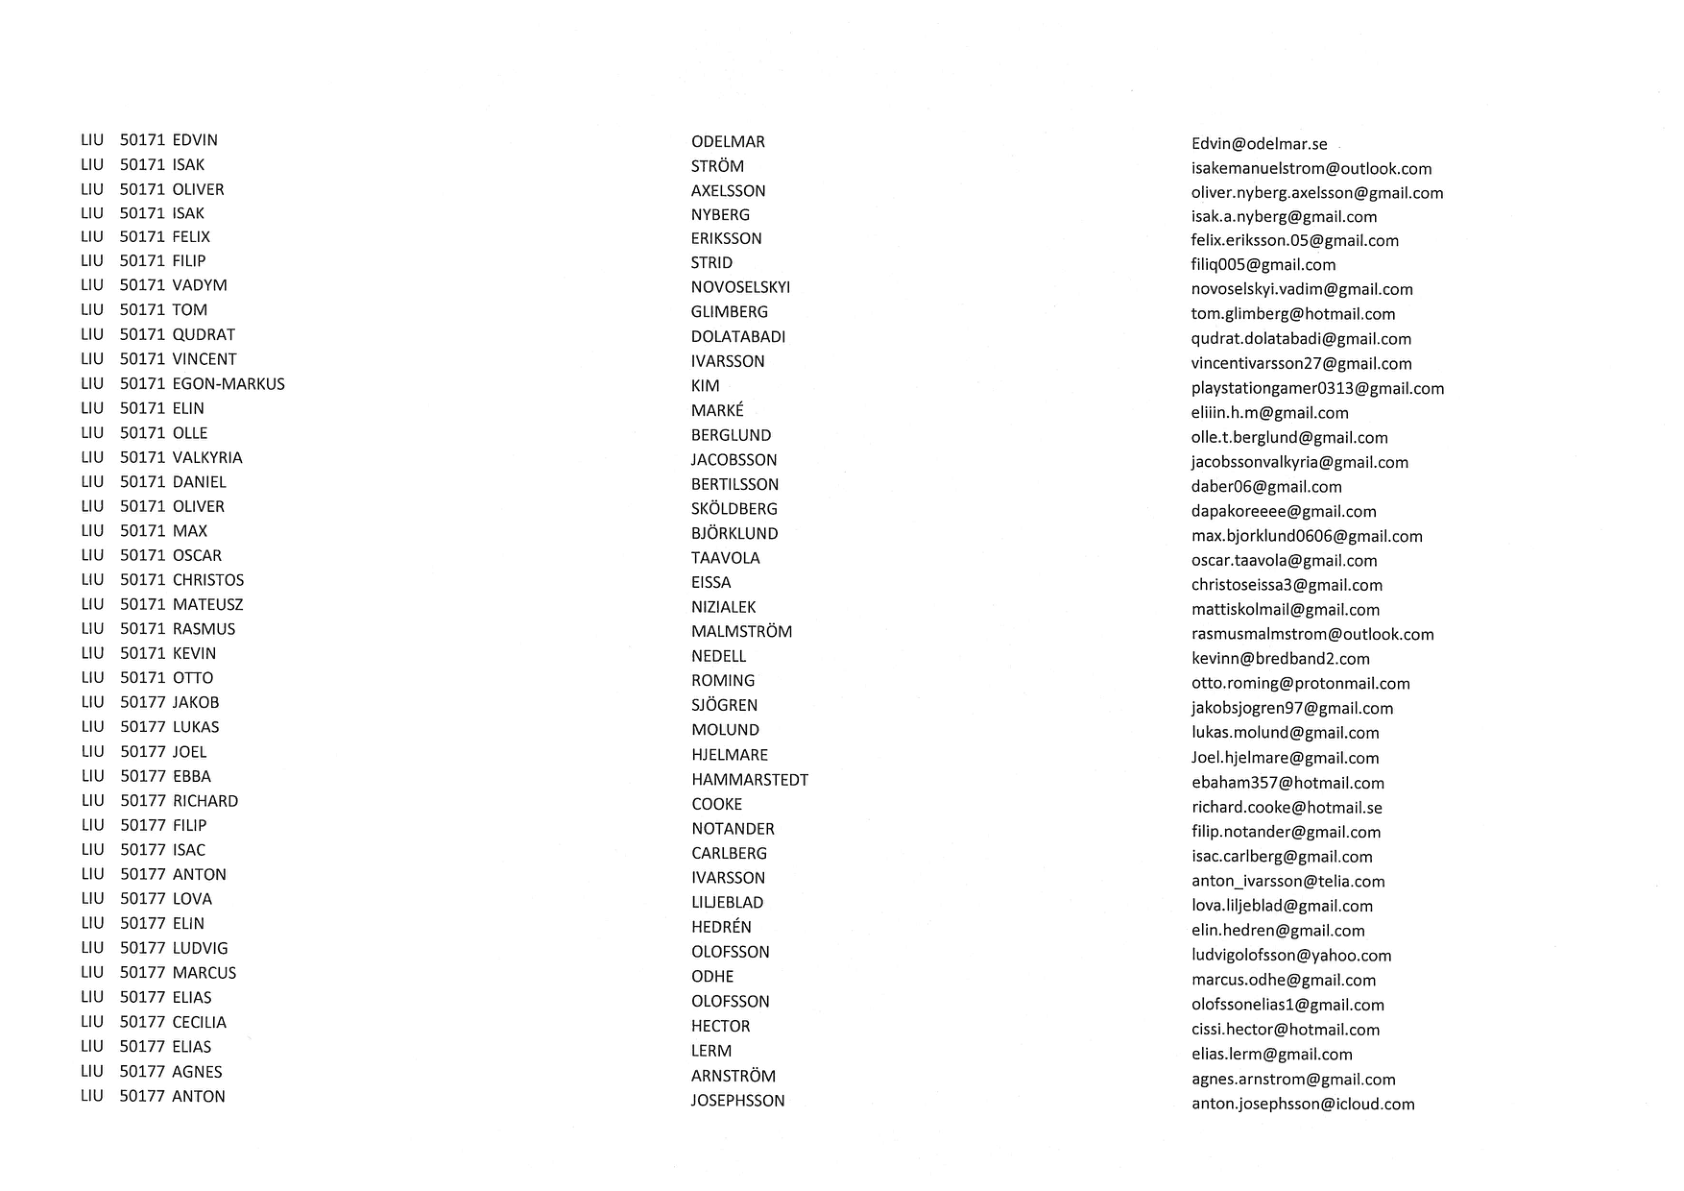 LIU 50171 EDVIN ODELMAR Edvin@odelmar.se
LIU 50171 ISAK STRÖM isakemanuelstrom@outlook.com
LIU 50171 OLIVER AXELSSON oliver.nyberg.axelsson@gmail.com
LIU 50171 ISAK NYBERG isak.a.nyberg@gmail.com
LIU 50171 FELIX ERIKSSON felix.eriksson.05@gmail.com
LIU 50171 FILIP STRID filiq005@gmail.com
LIU 50171 VADYM NOVOSELSKYI novoselskyi.vadim@gmail.com
LIU 50171 TOM GLIMBERG tom.glimberg@hotmail.com
LIU 50171 QUDRAT DOLATABADI qudrat.dolatabadi@gmail.com
LIU 50171 VINCENT IVARSSON vincentivarsson27@gmail.com
LIU 50171 EGON-MARKUS KIM playstationgamer0313@gmail.com
LIU 50171 ELIN MARKÉ eliiin.h.m@gmail.com
LIU 50171 OLLE BERGLUND olle.t.berglund@gmail.com
LIU 50171 VALKYRIA JACOBSSON jacobssonvalkyria@gmail.com
LIU 50171 DANIEL BERTILSSON daber06@gmail.com
LIU 50171 OLIVER SKÖLDBERG dapakoreeee@gmail.com
LIU 50171 MAX BJÖRKLUND max.bjorklund0606@gmail.com
LIU 50171 OSCAR TAAVOLA oscar.taavola@gmail.com
LIU 50171 CHRISTOS EISSA christoseissa3@gmail.com
LIU 50171 MATEUSZ NIZIALEK mattiskolmail@gmail.com
LIU 50171 RASMUS MALMSTRÖM rasmusmalmstrom@outlook.com
LIU 50171 KEVIN NEDELL kevinn@bredband2.com
LIU 50171 OTTO ROMING otto.roming@protonmail.com
LIU 50177 JAKOB SJÖGREN jakobsjogren97@gmail.com
LIU 50177 LUKAS MOLUND lukas.molund@gmail.com
LIU 50177 JOEL HJELMARE Joel.hjelmare@gmail.com
LIU 50177 EBBA HAMMARSTEDT ebaham357@hotmail.com
LIU 50177 RICHARD COOKE richard.cooke@hotmail.se
LIU 50177 FILIP NOTANDER filip.notander@gmail.com
LIU 50177 ISAC CARLBERG isac.carlberg@gmail.com
LIU 50177 ANTON IVARSSON anton_ivarsson@telia.com
LIU 50177 LOVA LILJEBLAD lova.liljeblad@gmail.com
LIU 50177 ELIN HEDRÉN elin.hedren@gmail.com
LIU 50177 LUDVIG OLOFSSON ludvigolofsson@yahoo.com
LIU 50177 MARCUS ODHE marcus.odhe@gmail.com
LIU 50177 ELIAS OLOFSSON olofssonelias1@gmail.com
LIU 50177 CECILIA HECTOR cissi.hector@hotmail.com
LIU 50177 ELIAS LERM elias.lerm@gmail.com
LIU 50177 AGNES ARNSTRÖM agnes.arnstrom@gmail.com
LIU 50177 ANTON JOSEPHSSON anton.josephsson@icloud.com